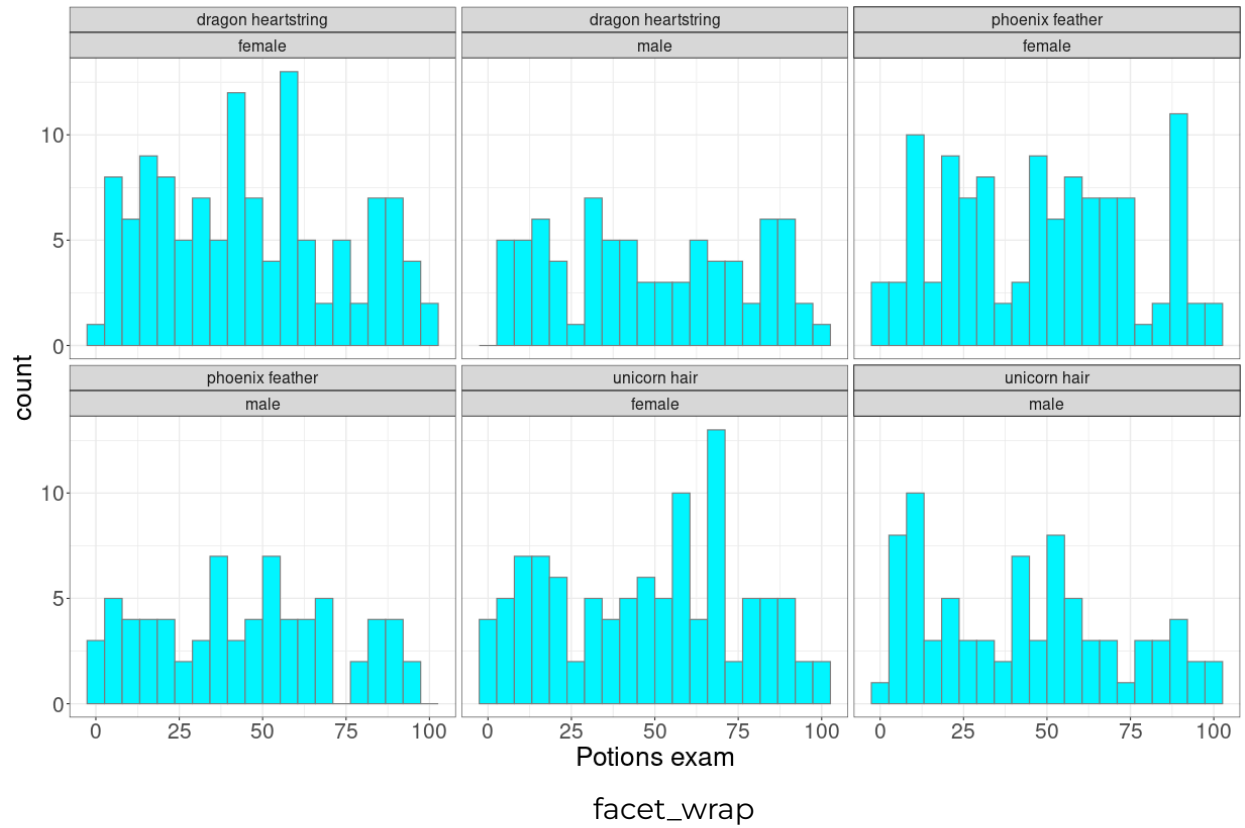 dragon heartstring
female
dragon heartstring
male
phoenix feather
female
10
5
0
count
phoenix feather
male
unicorn hair
female
unicorn hair
male
10
5
0
0 25 50 75 100
0 25 50 75 100
0 25 50 75 100
Potions exam
facet_wrap